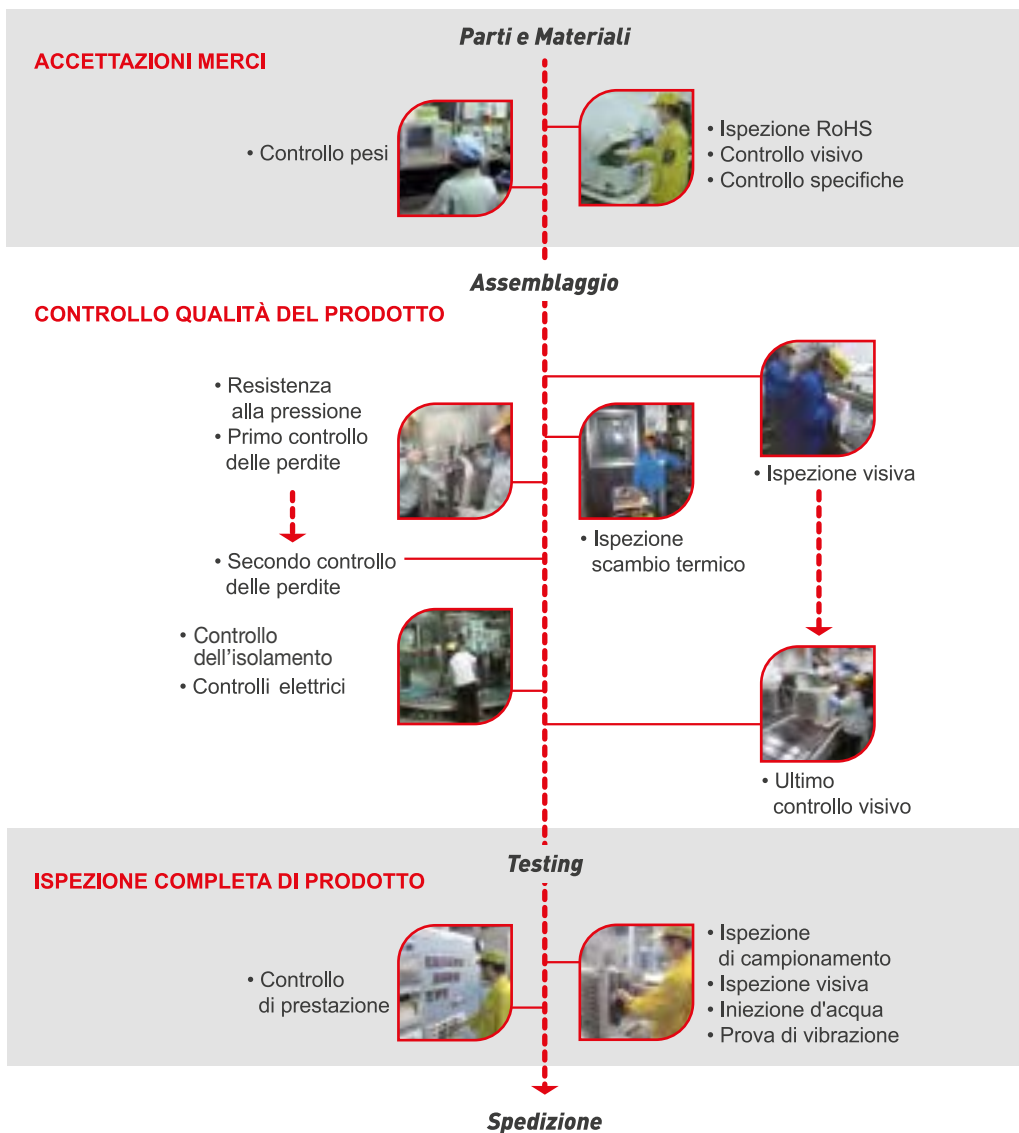 Parti e Materiali
ACCETTAZIONI MERCI
• Controllo pesi
• Ispezione RoHS
• Controllo visivo
• Controllo specifiche
Assemblaggio
CONTROLLO QUALITÀ DEL PRODOTTO
• Resistenza
alla pressione
• Primo controllo
delle perdite
• Ispezione visiva
• Ispezione
scambio termico
• Secondo controllo
delle perdite
• Controllo
dell'isolamento
• Controlli elettrici
• Ultimo
controllo visivo
Testing
ISPEZIONE COMPLETA DI PRODOTTO
• Controllo
di prestazione
• Ispezione
di campionamento
• Ispezione visiva
• Iniezione d'acqua
• Prova di vibrazione
Spedizione